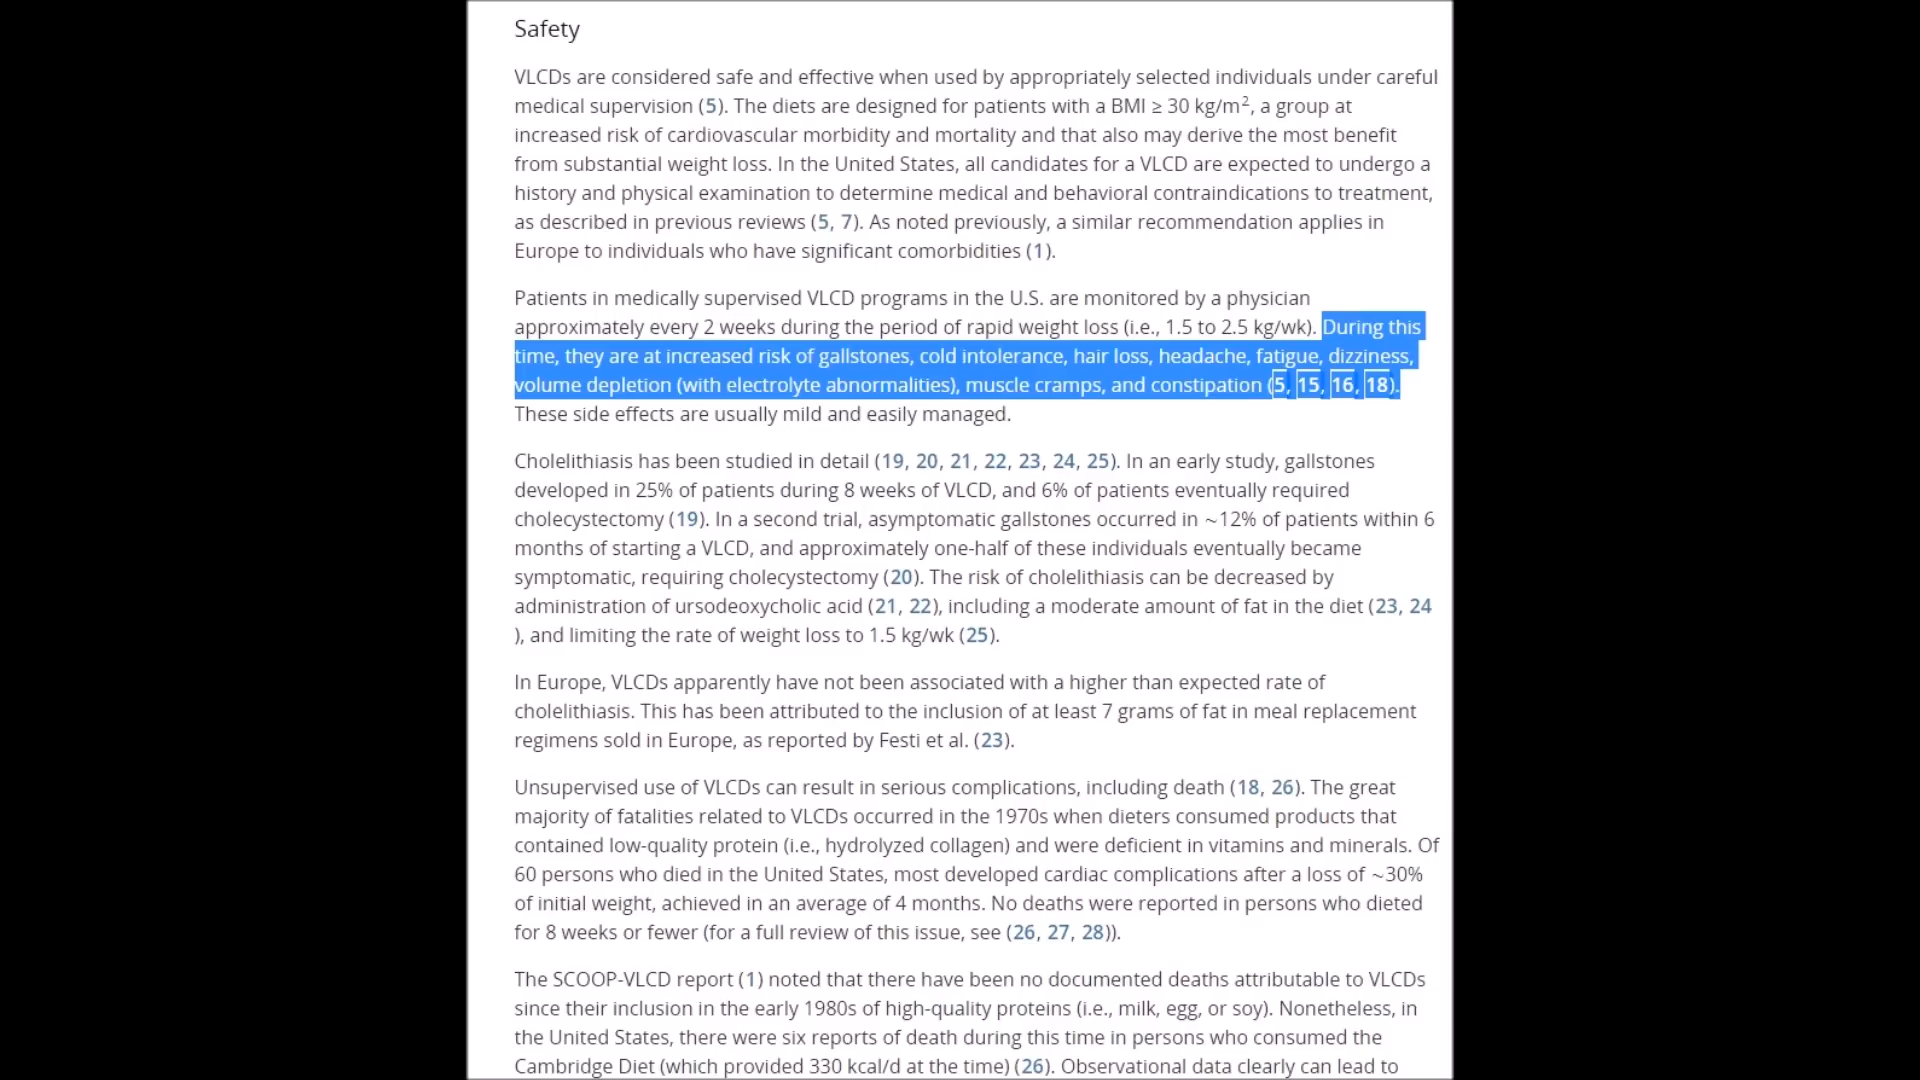 Safety
VLCDs are considered safe and effective when used by appropriately selected individuals under careful
medical supervision (5). The diets are designed for patients with a BMI ≥ 30 kg/m², a group at
increased risk of cardiovascular morbidity and mortality and that also may derive the most benefit
from substantial weight loss. In the United States, all candidates for a VLCD are expected to undergo a
history and physical examination to determine medical and behavioral contraindications to treatment,
as described in previous reviews (5, 7). As noted previously, a similar recommendation applies in
Europe to individuals who have significant comorbidities (1).
Patients in medically supervised VLCD programs in the U.S. are monitored by a physician
approximately every 2 weeks during the period of rapid weight loss (i.e., 1.5 to 2.5 kg/wk). During this
time, they are at increased risk of gallstones, cold intolerance, hair loss, headache, fatigue, dizziness,
volume depletion (with electrolyte abnormalities), muscle cramps, and constipation (5, 15, 16, 18).
These side effects are usually mild and easily managed.
Cholelithiasis has been studied in detail (19, 20, 21, 22, 23, 24, 25). In an early study, gallstones
developed in 25% of patients during 8 weeks of VLCD, and 6% of patients eventually required
cholecystectomy (19). In a second trial, asymptomatic gallstones occurred in ~12% of patients within 6
months of starting a VLCD, and approximately one-half of these individuals eventually became
symptomatic, requiring cholecystectomy (20). The risk of cholelithiasis can be decreased by
administration of ursodeoxycholic acid (21, 22), including a moderate amount of fat in the diet (23, 24
), and limiting the rate of weight loss to 1.5 kg/wk (25).
In Europe, VLCDs apparently have not been associated with a higher than expected rate of
cholelithiasis. This has been attributed to the inclusion of at least 7 grams of fat in meal replacement
regimens sold in Europe, as reported by Festi et al. (23).
Unsupervised use of VLCDs can result in serious complications, including death (18, 26). The great
majority of fatalities related to VLCDs occurred in the 1970s when dieters consumed products that
contained low-quality protein (i.e., hydrolyzed collagen) and were deficient in vitamins and minerals. Of
60 persons who died in the United States, most developed cardiac complications after a loss of ~30%
of initial weight, achieved in an average of 4 months. No deaths were reported in persons who dieted
for 8 weeks or fewer (for a full review of this issue, see (26, 27, 28)).
The SCOOP-VLCD report (1) noted that there have been no documented deaths attributable to VLCDs
since their inclusion in the early 1980s of high-quality proteins (i.e., milk, egg, or soy). Nonetheless, in
the United States, there were six reports of death during this time in persons who consumed the
Cambridge Diet (which provided 330 kcal/d at the time) (26). Observational data clearly can lead to